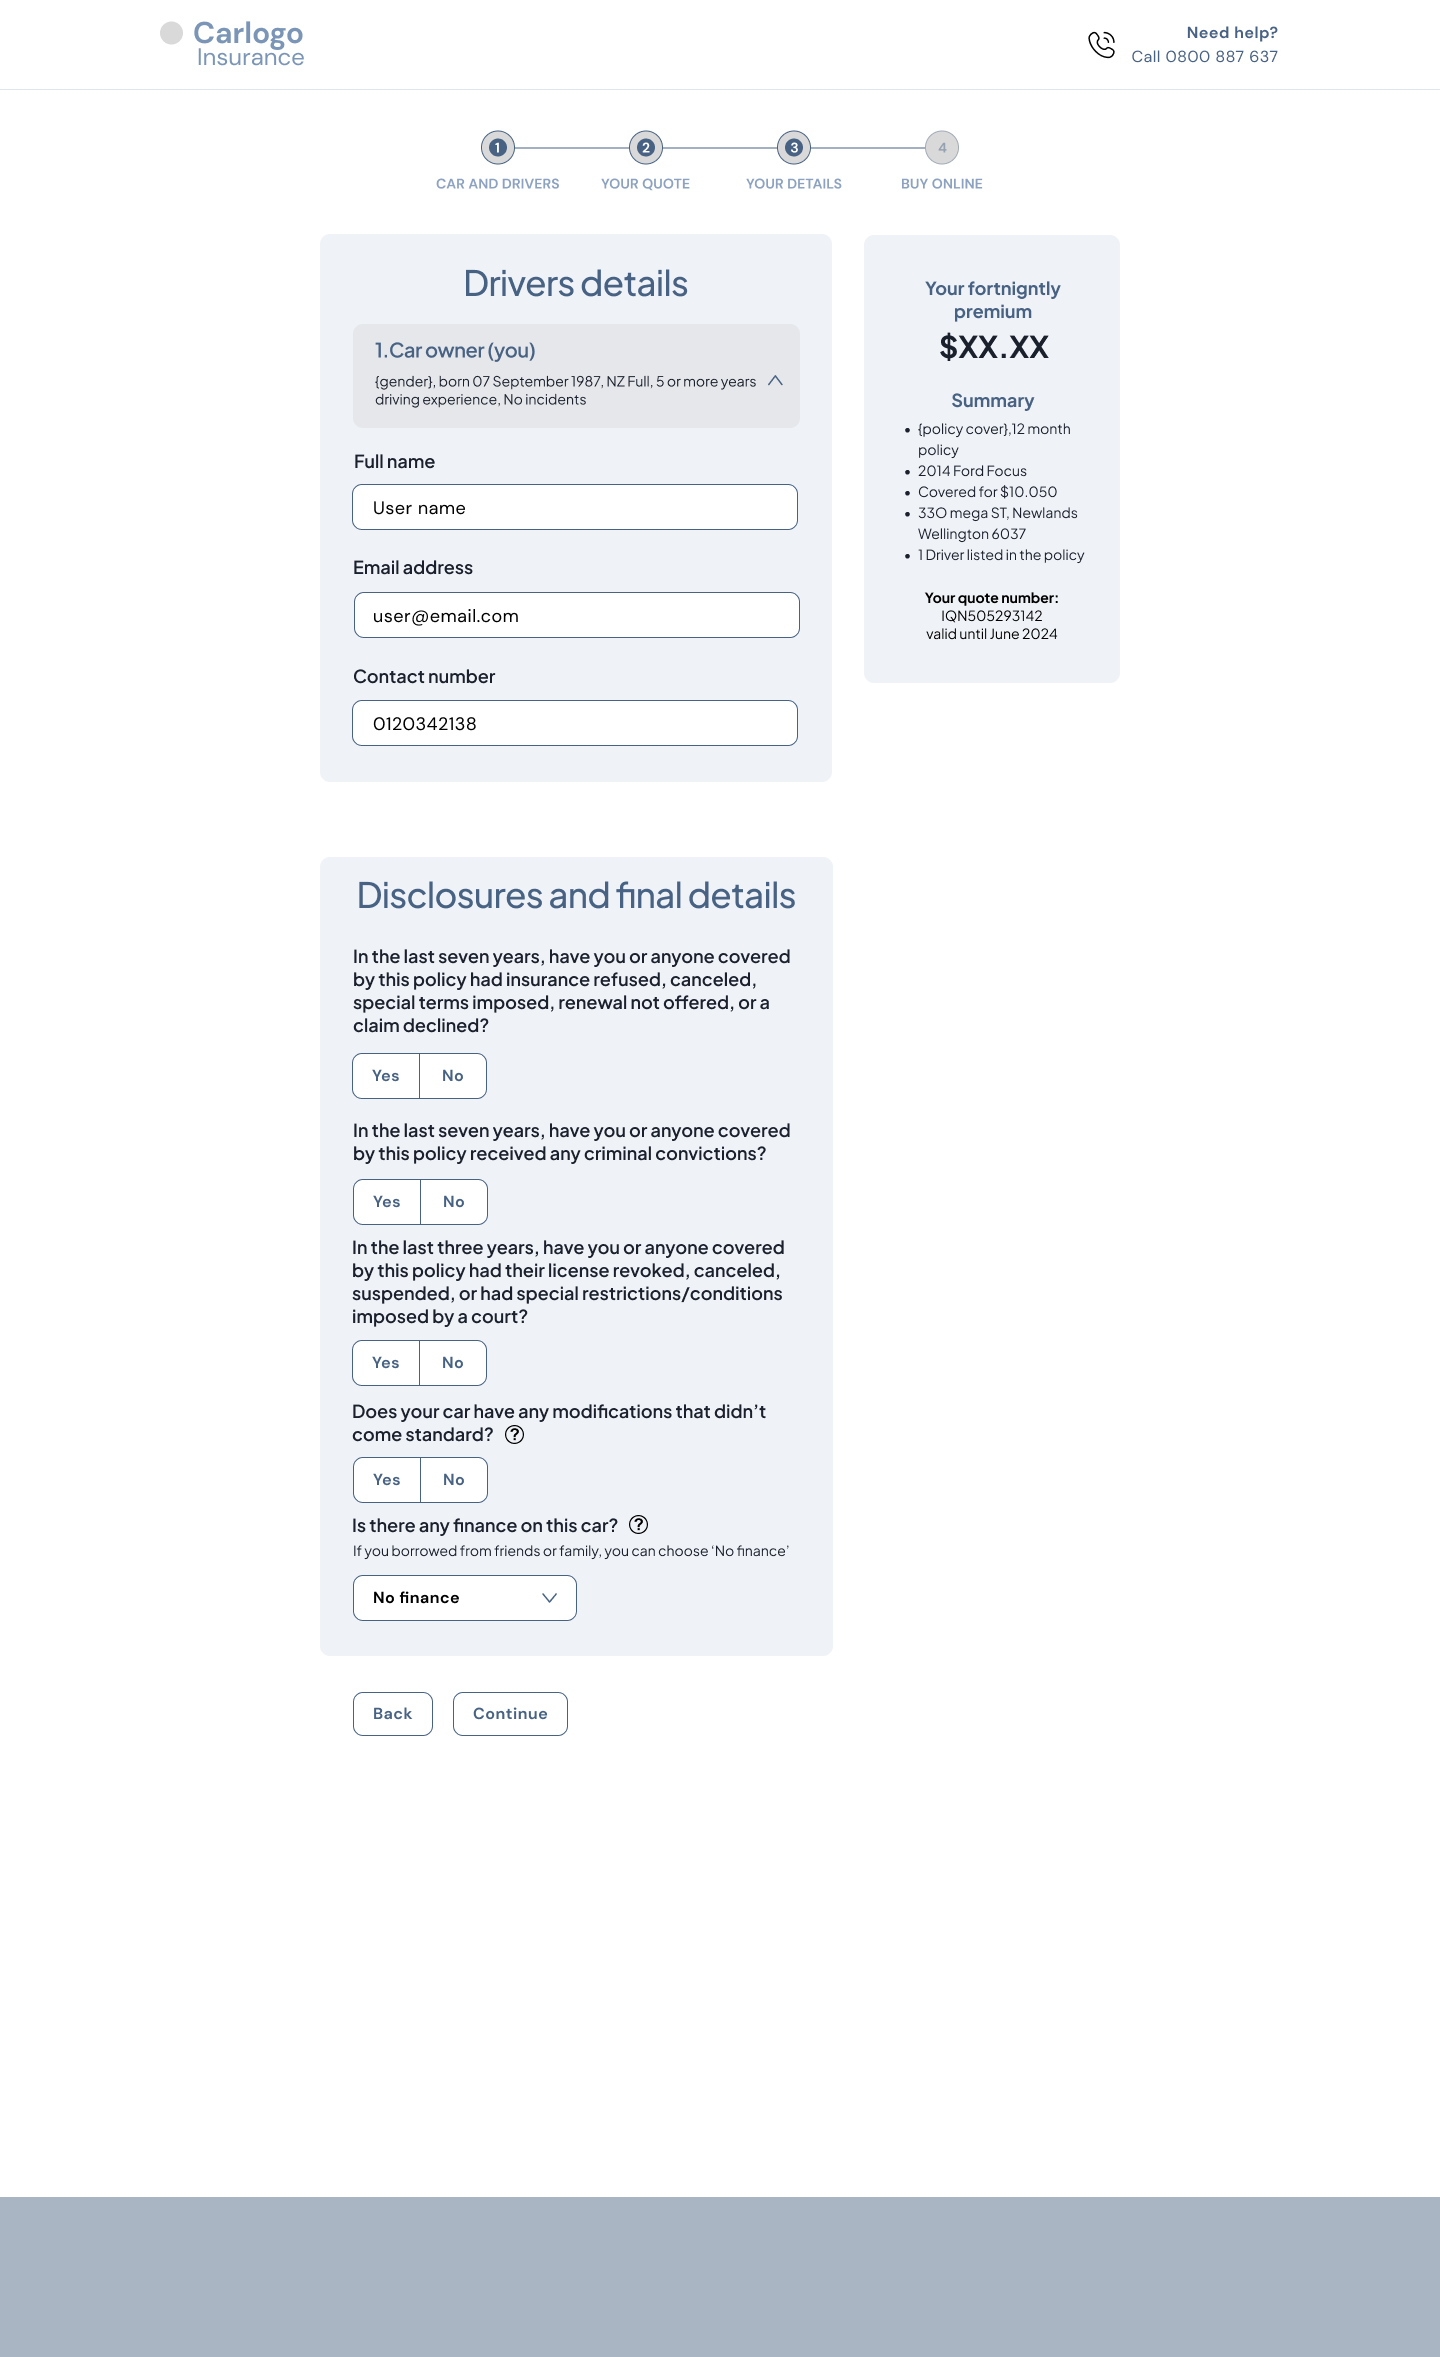 Carlogo
Insurance
Need help?
Call 0800 887 637
1
2
3
4
CAR AND DRIVERS
YOUR QUOTE
YOUR DETAILS
BUY ONLINE
Drivers details
1.Car owner (you)
{gender}, born 07 September 1987, NZ Full, 5 or more years
driving experience, No incidents
Full name
User name
Email address
user@email.com
Contact number
0120342138
Your fortnigntly
premium
$XX.XX
Summary
• {policy cover},12 month
policy
• 2014 Ford Focus
• Covered for $10.050
• 33O mega ST, Newlands
Wellington 6037
• 1 Driver listed in the policy
Your quote number:
IQN505293142
valid until June 2024
Disclosures and final details
In the last seven years, have you or anyone covered
by this policy had insurance refused, canceled,
special terms imposed, renewal not offered, or a
claim declined?
Yes
No
In the last seven years, have you or anyone covered
by this policy received any criminal convictions?
Yes
No
In the last three years, have you or anyone covered
by this policy had their license revoked, canceled,
suspended, or had special restrictions/conditions
imposed by a court?
Yes
No
Does your car have any modifications that didn’t
come standard? ?
Yes
No
Is there any finance on this car? ?
If you borrowed from friends or family, you can choose ‘No finance’
No finance
Back
Continue